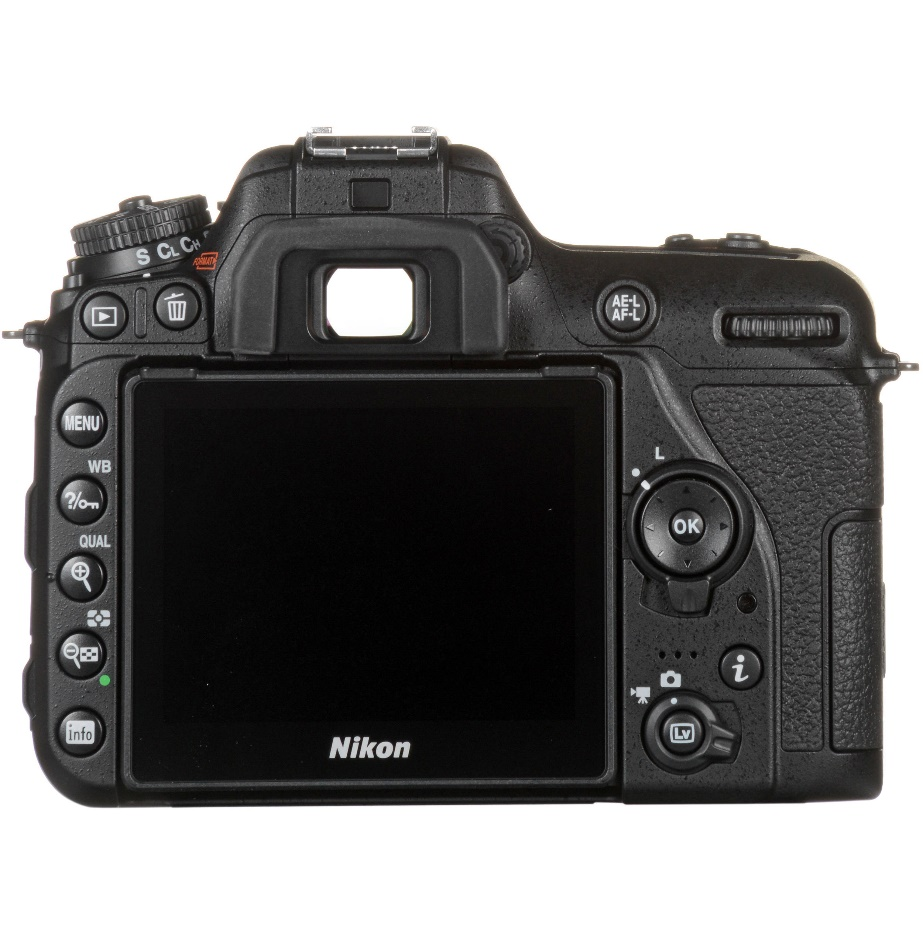 S CL CH
FORMAT
AE-L
AF-L
MENU
WB
?/
L
OK
QUAL
i
info
Lv
Nikon